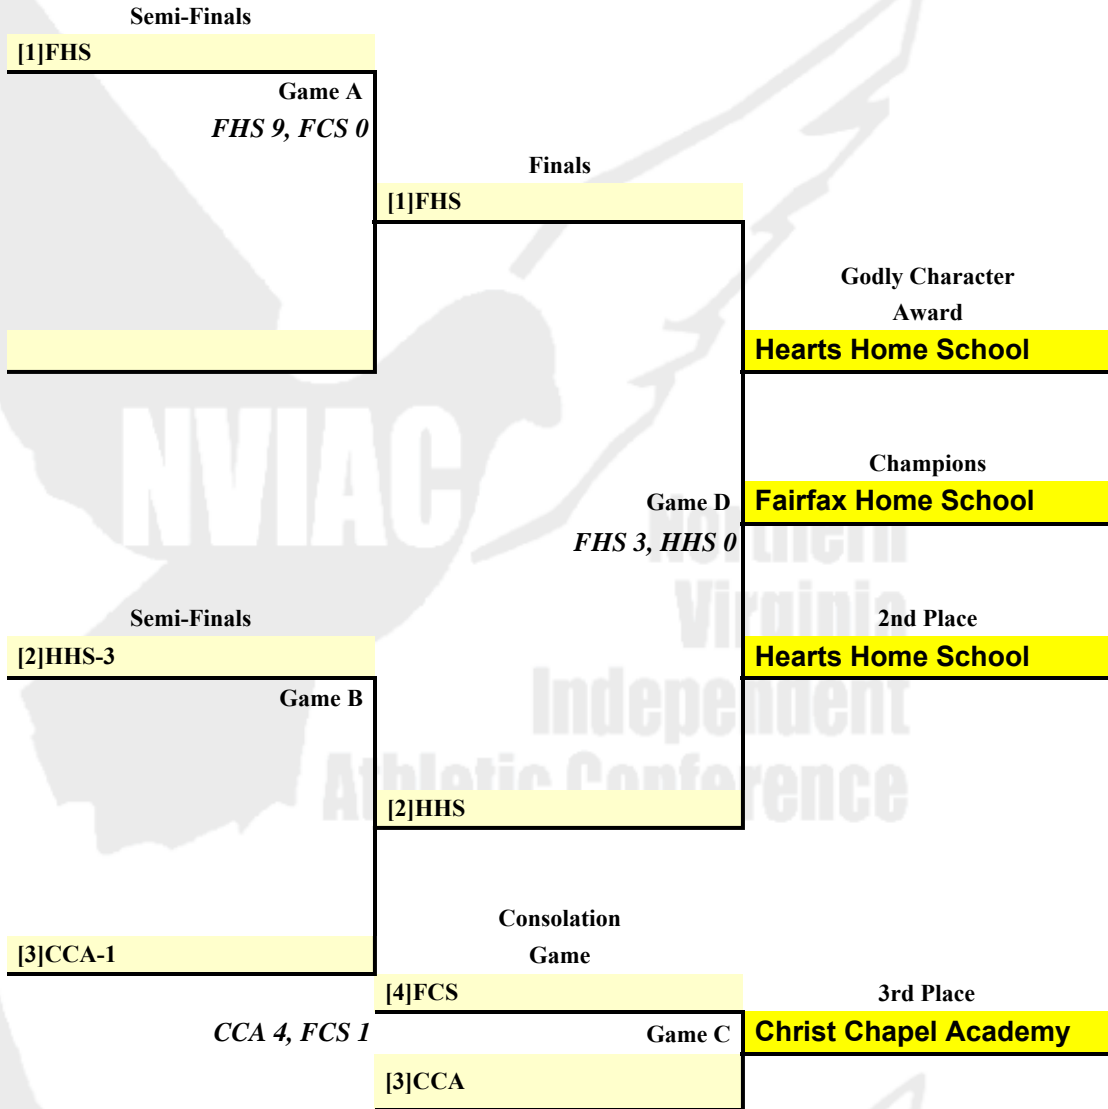 Semi-Finals
[1]FHS
Game A
FHS 9, FCS 0
Finals
[1]FHS
Godly Character
Award
Hearts Home School
NVIAC
Champions
Game D
Fairfax Home School
FHS 3, HHS 0
Northern
Virginia
Independent
Athletic Conference
Semi-Finals
2nd Place
[2]HHS-3
Hearts Home School
Game B
[2]HHS
Consolation
Game
[3]CCA-1
[4]FCS
3rd Place
CCA 4, FCS 1
Game C
Christ Chapel Academy
[3]CCA